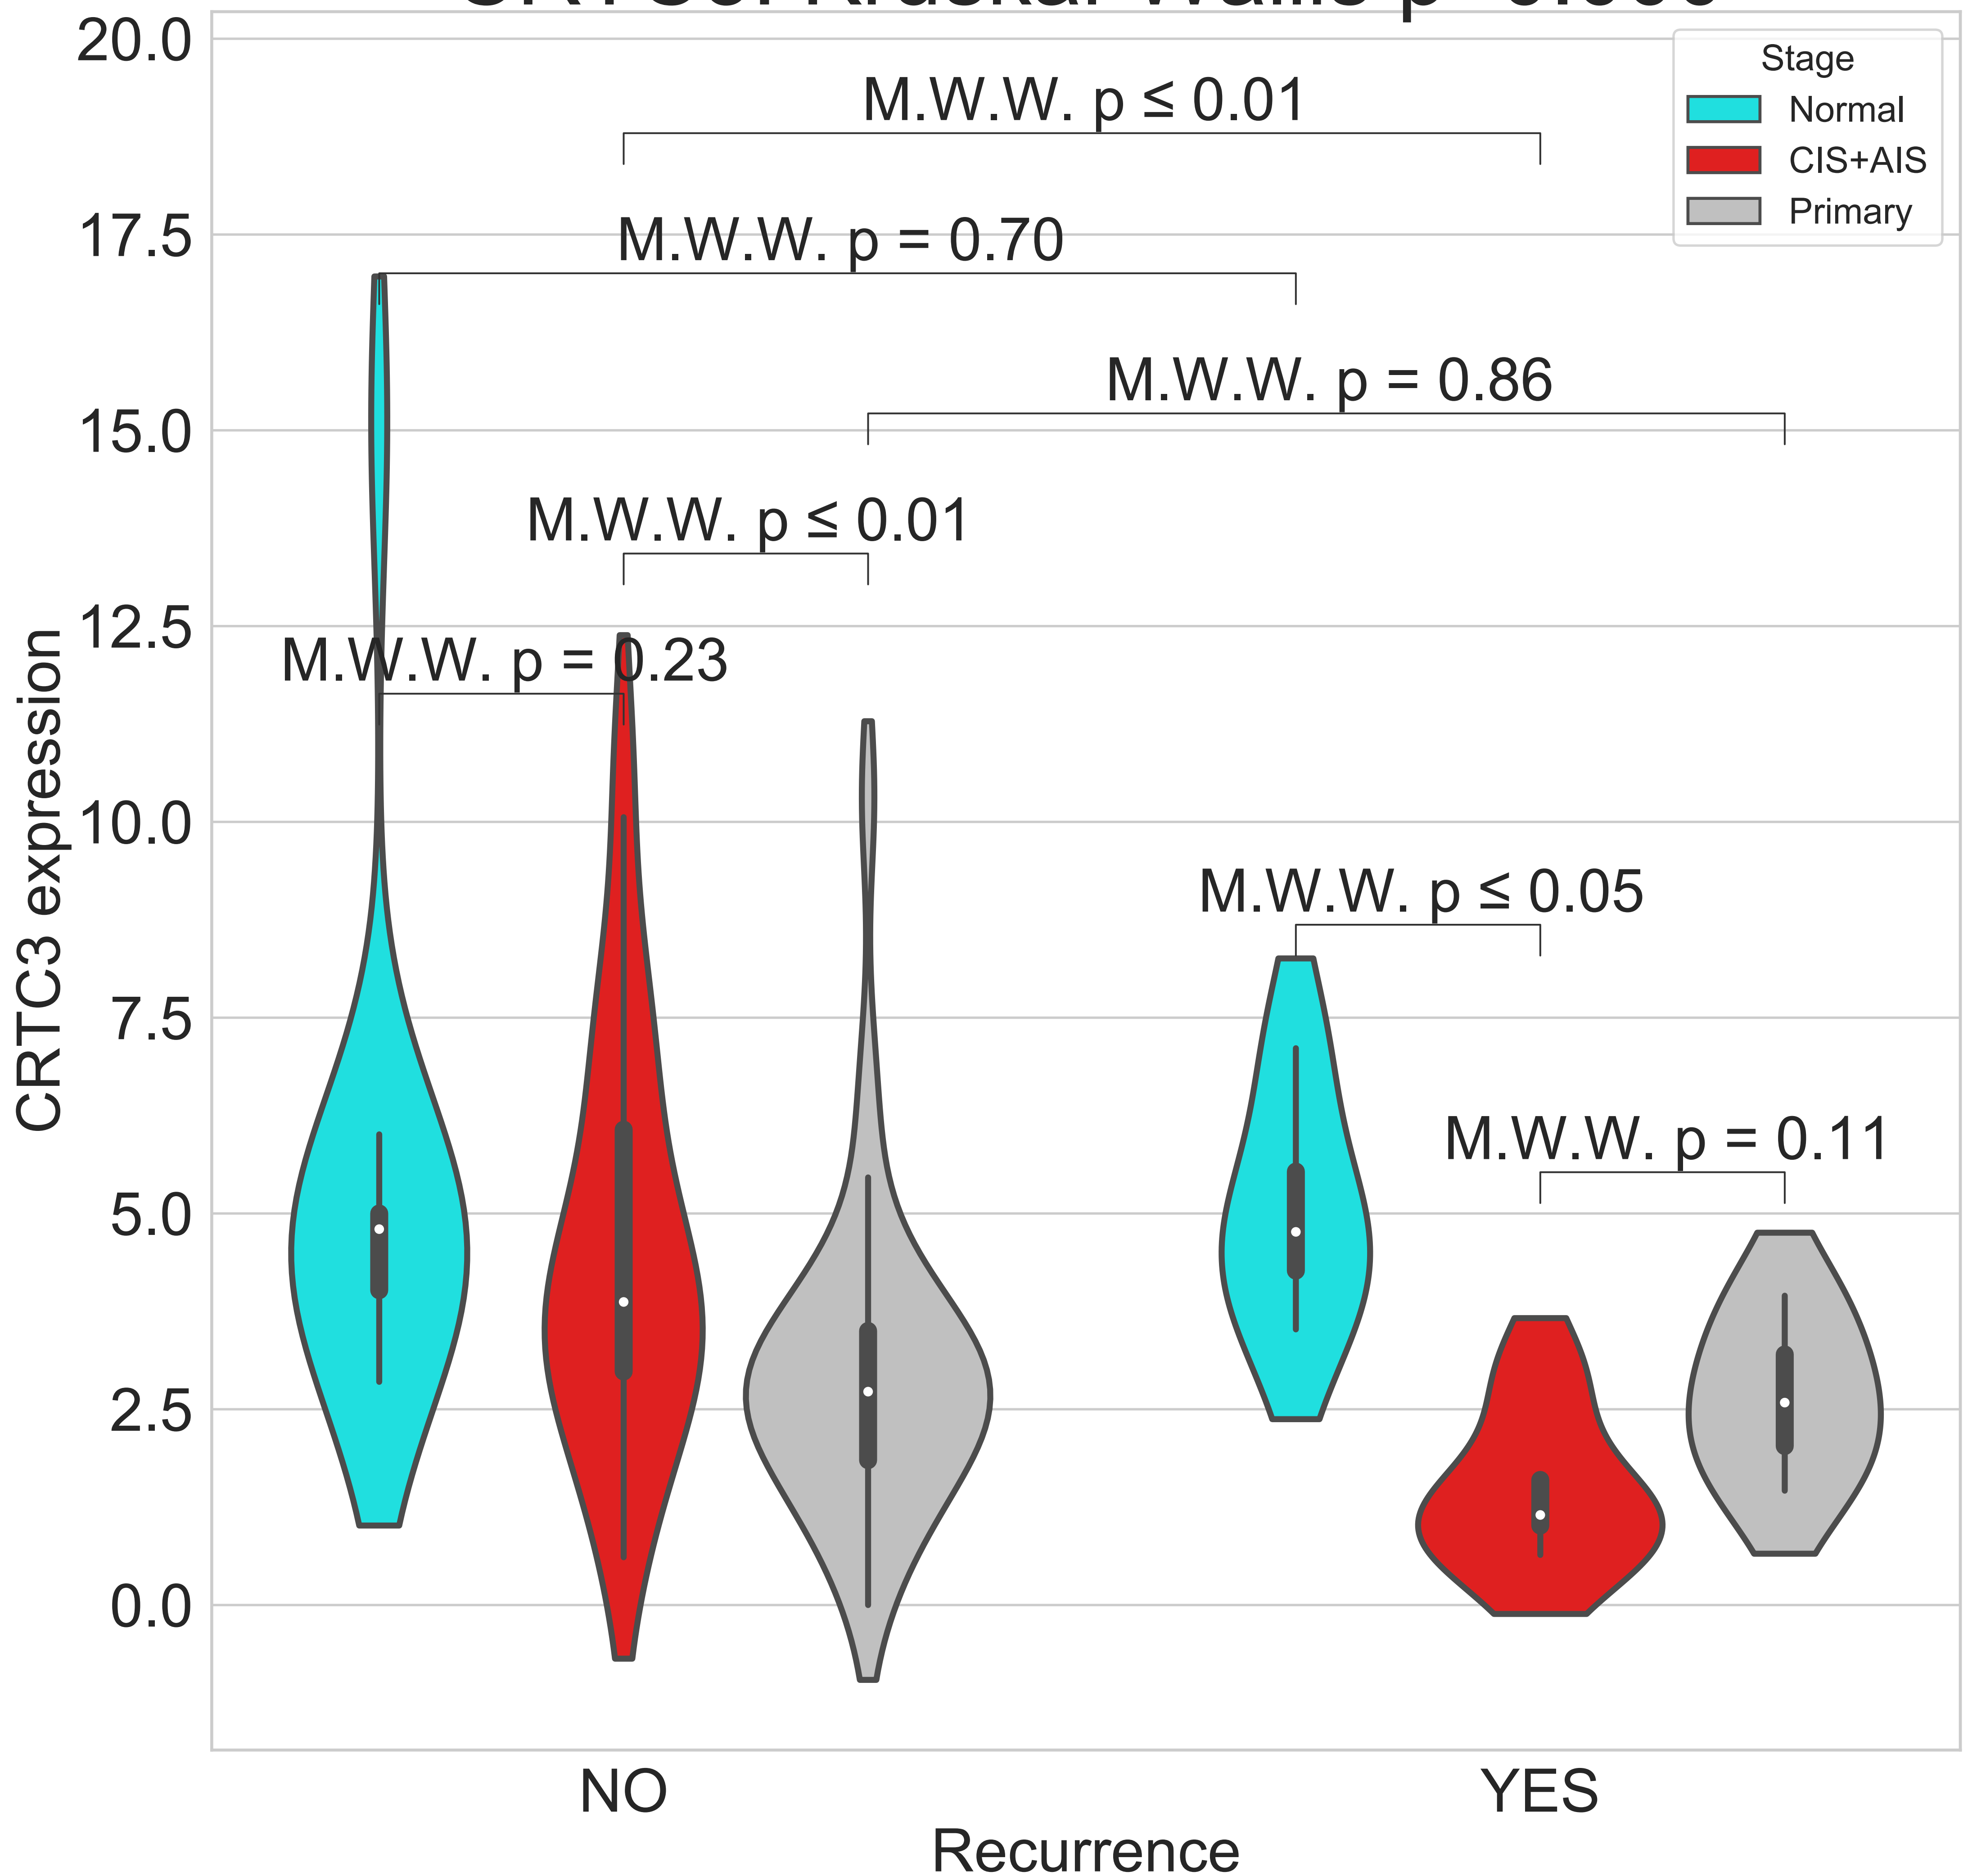 20.0
17.5
15.0
12.5
10.0
7.5
5.0
2.5
0.0
CRTC3 expression
Stage
Normal
CIS+AIS
Primary
M.W.W. p ≤ 0.01
M.W.W. p = 0.70
M.W.W. p = 0.86
M.W.W. p ≤ 0.01
M.W.W. p = 0.23
M.W.W. p ≤ 0.05
M.W.W. p = 0.11
NO
YES
Recurrence